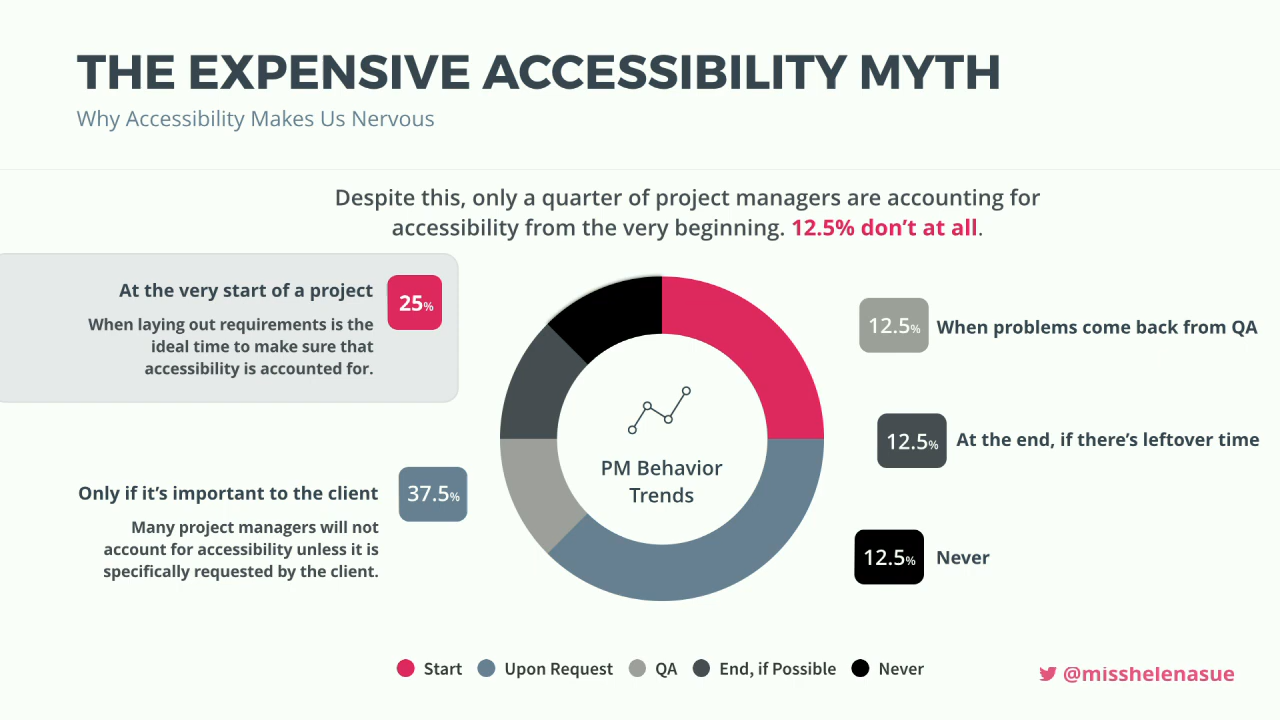 THE EXPENSIVE ACCESSIBILITY MYTH
Why Accessibility Makes Us Nervous
Despite this, only a quarter of project managers are accounting for
accessibility from the very beginning. 12.5% don’t at all.
At the very start of a project
25%
When laying out requirements is the
ideal time to make sure that
accessibility is accounted for.
Only if it’s important to the client
37.5%
Many project managers will not
account for accessibility unless it is
specifically requested by the client.
PM Behavior
Trends
12.5% When problems come back from QA
12.5% At the end, if there’s leftover time
12.5% Never
Start Upon Request QA End, if Possible Never
@misshelenasue